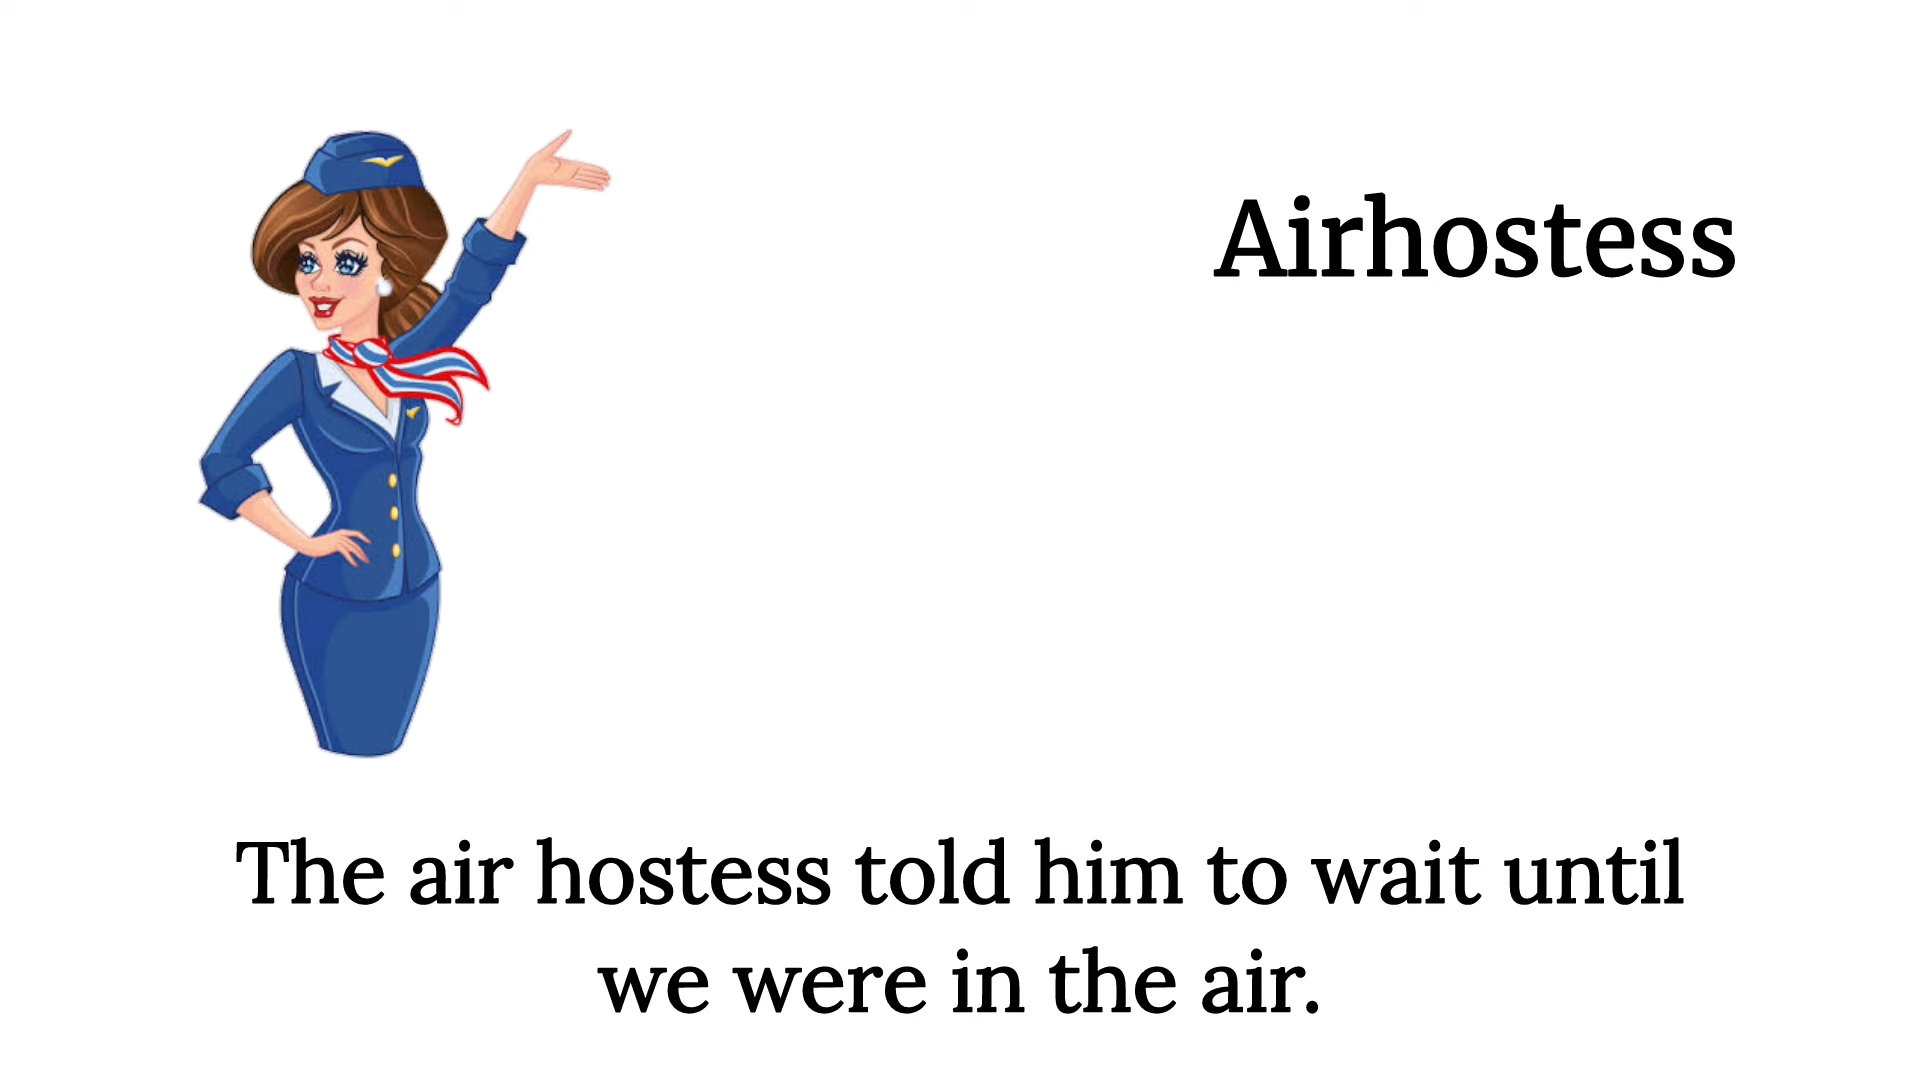 Airhostess
The air hostess told him to wait until
we were in the air.